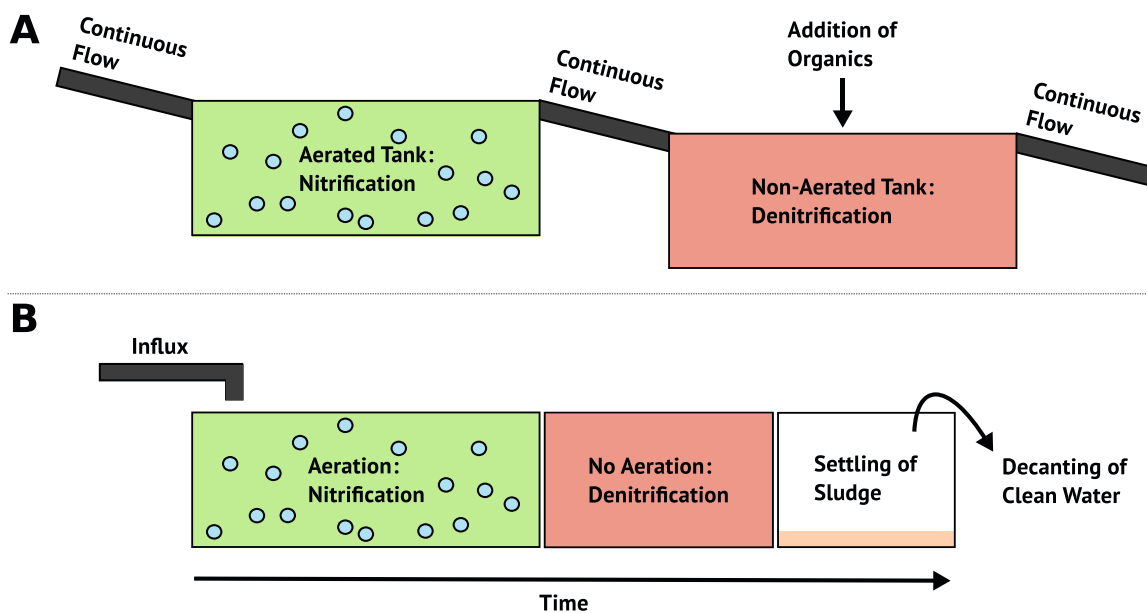 A
Continuous
Flow
Continuous
Flow
Addition of
Organics
Continuous
Flow
Aerated Tank:
Nitrification
Non-Aerated Tank:
Denitrification
B
Influx
Aeration:
Nitrification
No Aeration:
Denitrification
Settling of
Sludge
Decanting of
Clean Water
Time